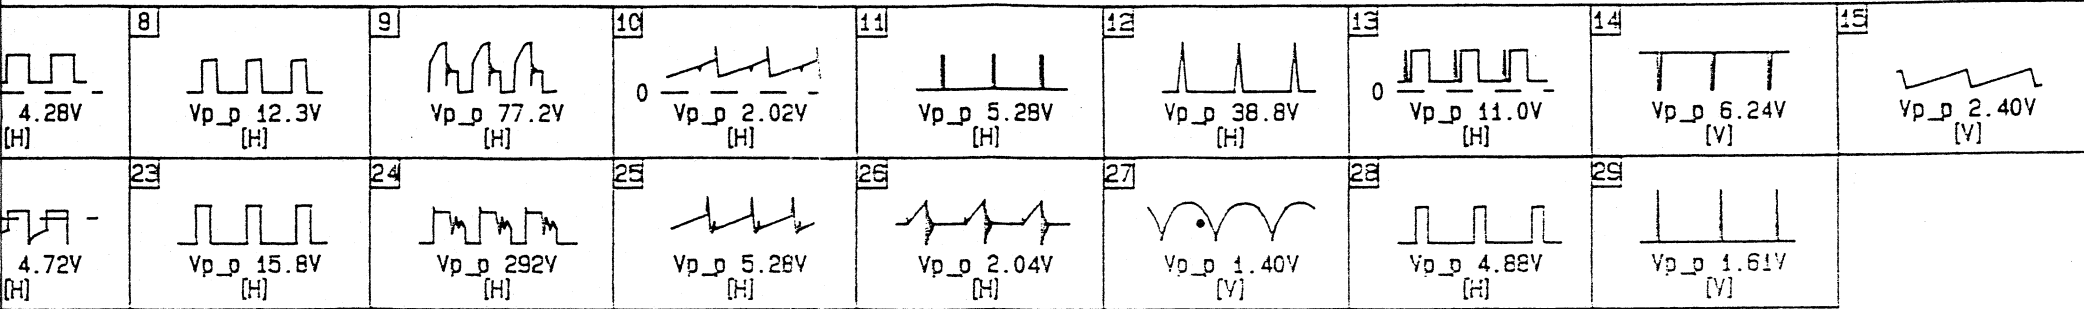 8
9
10
11
12
13
14
15
0
0
4.28V
Vp_p 12.3V
Vp_p 77.2V
Vp_p 2.02V
Vp_p 5.28V
Vp_p 38.8V
Vp_p 11.0V
Vp_p 6.24V
Vp_p 2.40V
[H]
[H]
[H]
[H]
[H]
[H]
[H]
[V]
[V]
23
24
25
26
27
28
29
4.72V
Vp_p 15.8V
Vp_p 292V
Vp_p 5.28V
Vp_p 2.04V
Vp_p 1.40V
Vp_p 4.88V
Vp_p 1.61V
[H]
[H]
[H]
[H]
[H]
[V]
[H]
[V]